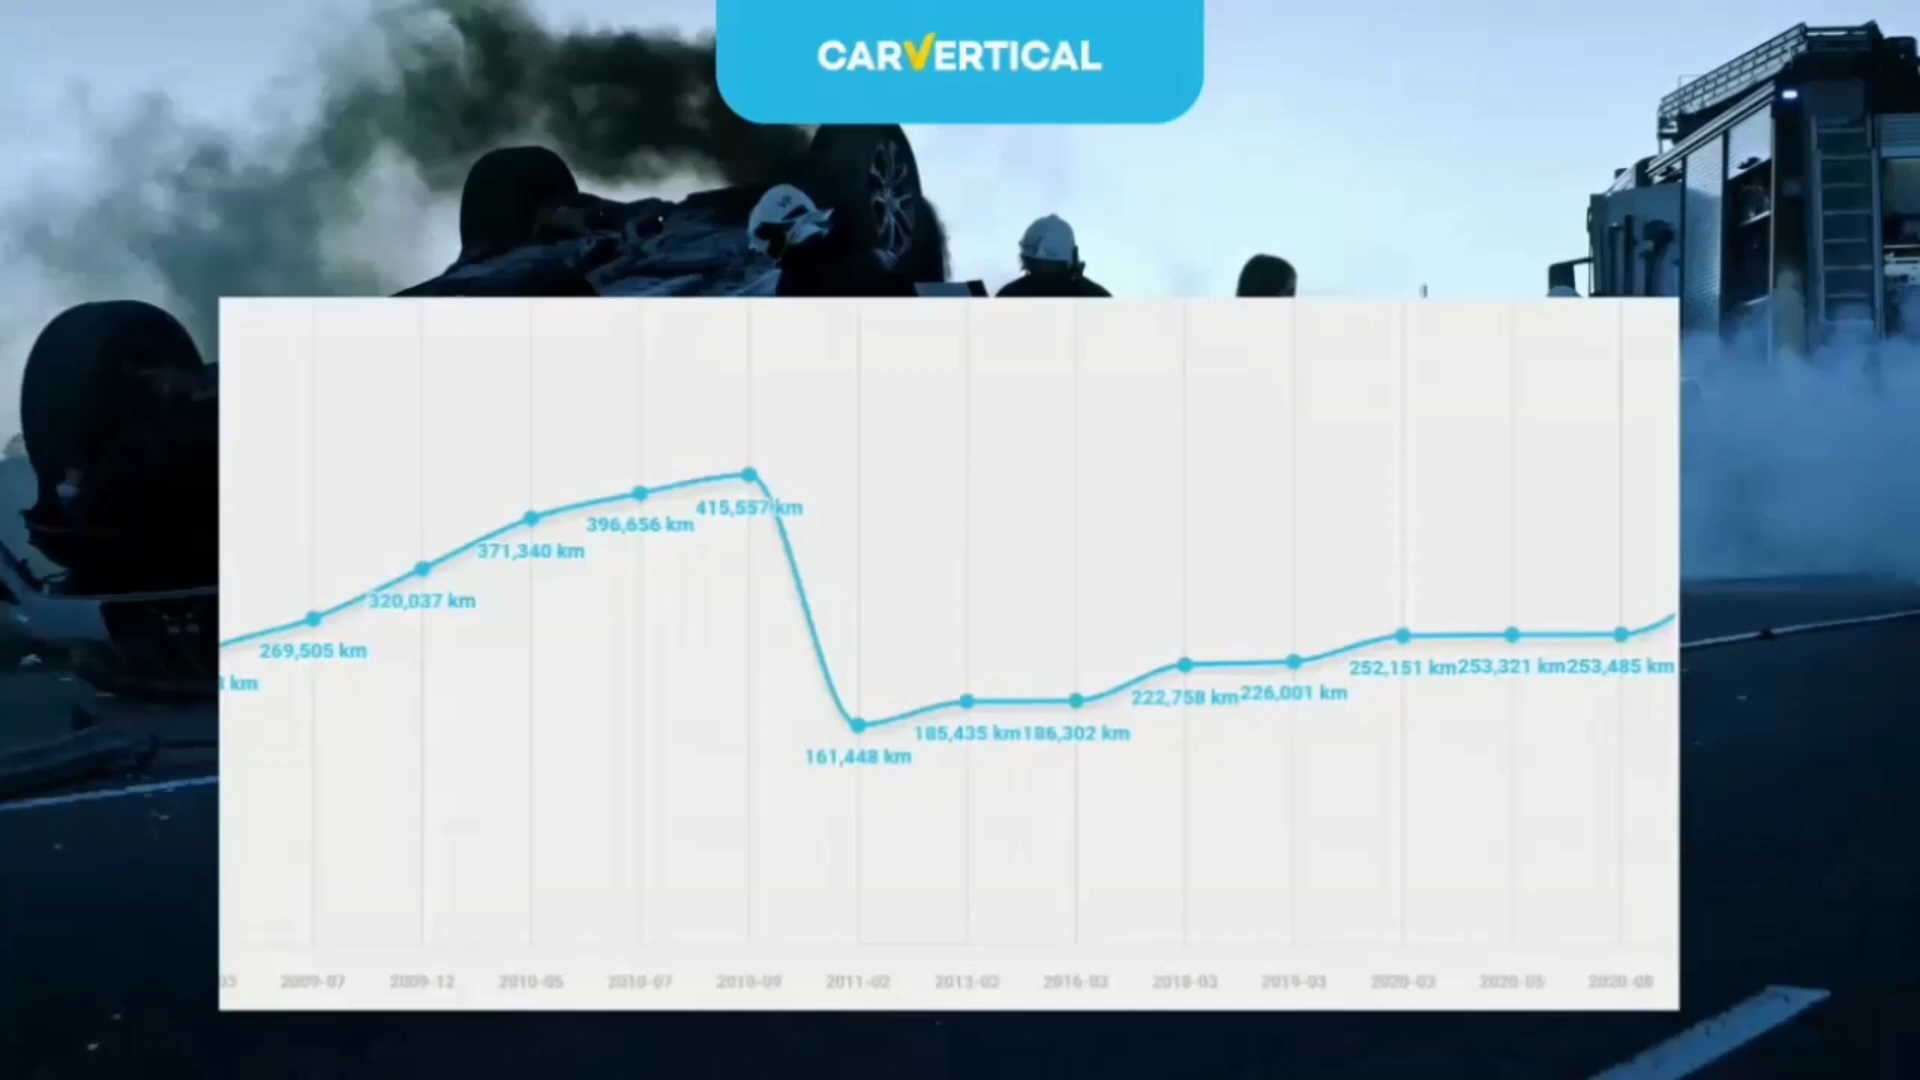 CARVERTICAL
415,557 km
396,656 km
371,340 km
320,037 km
269,505 km
km
161,448 km
185,435 km
186,302 km
222,758 km
226,001 km
252,151 km
253,321 km
253,485 km
2009-07
2009-12
2010-05
2010-07
2010-09
2011-02
2013-02
2016-03
2018-03
2019-03
2020-03
2020-05
2020-08